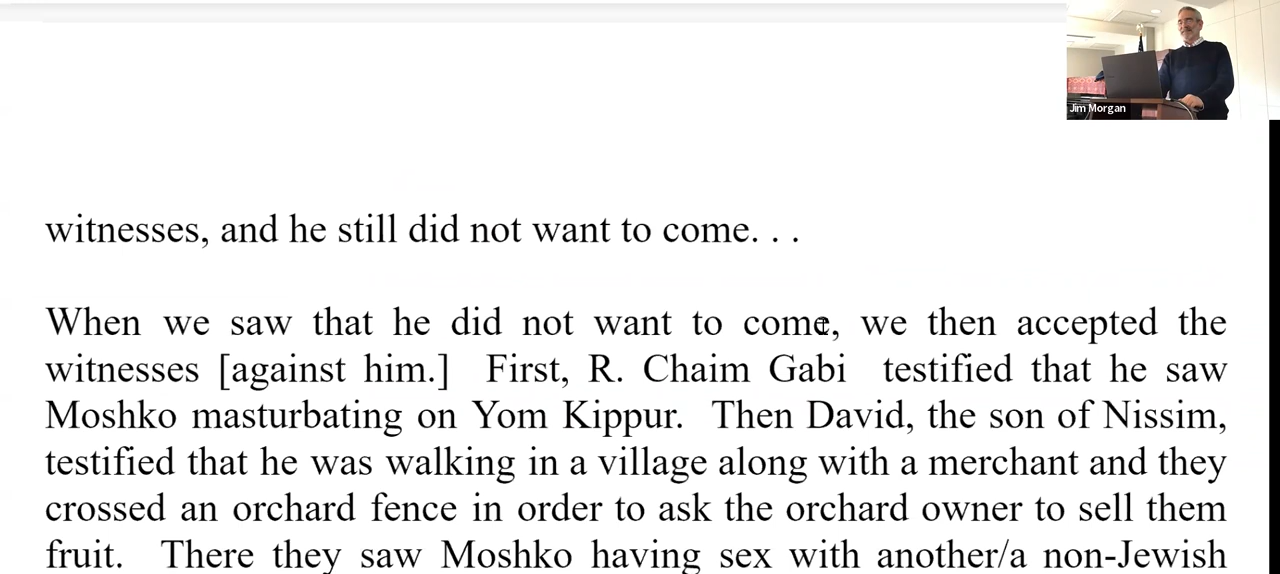 Jim Morgan
witnesses, and he still did not want to come. . .
When we saw that he did not want to come, we then accepted the
witnesses [against him.] First, R. Chaim Gabi testified that he saw
Moshko masturbating on Yom Kippur. Then David, the son of Nissim,
testified that he was walking in a village along with a merchant and they
crossed an orchard fence in order to ask the orchard owner to sell them
fruit. There they saw Moshko having sex with another/a non-Jewish